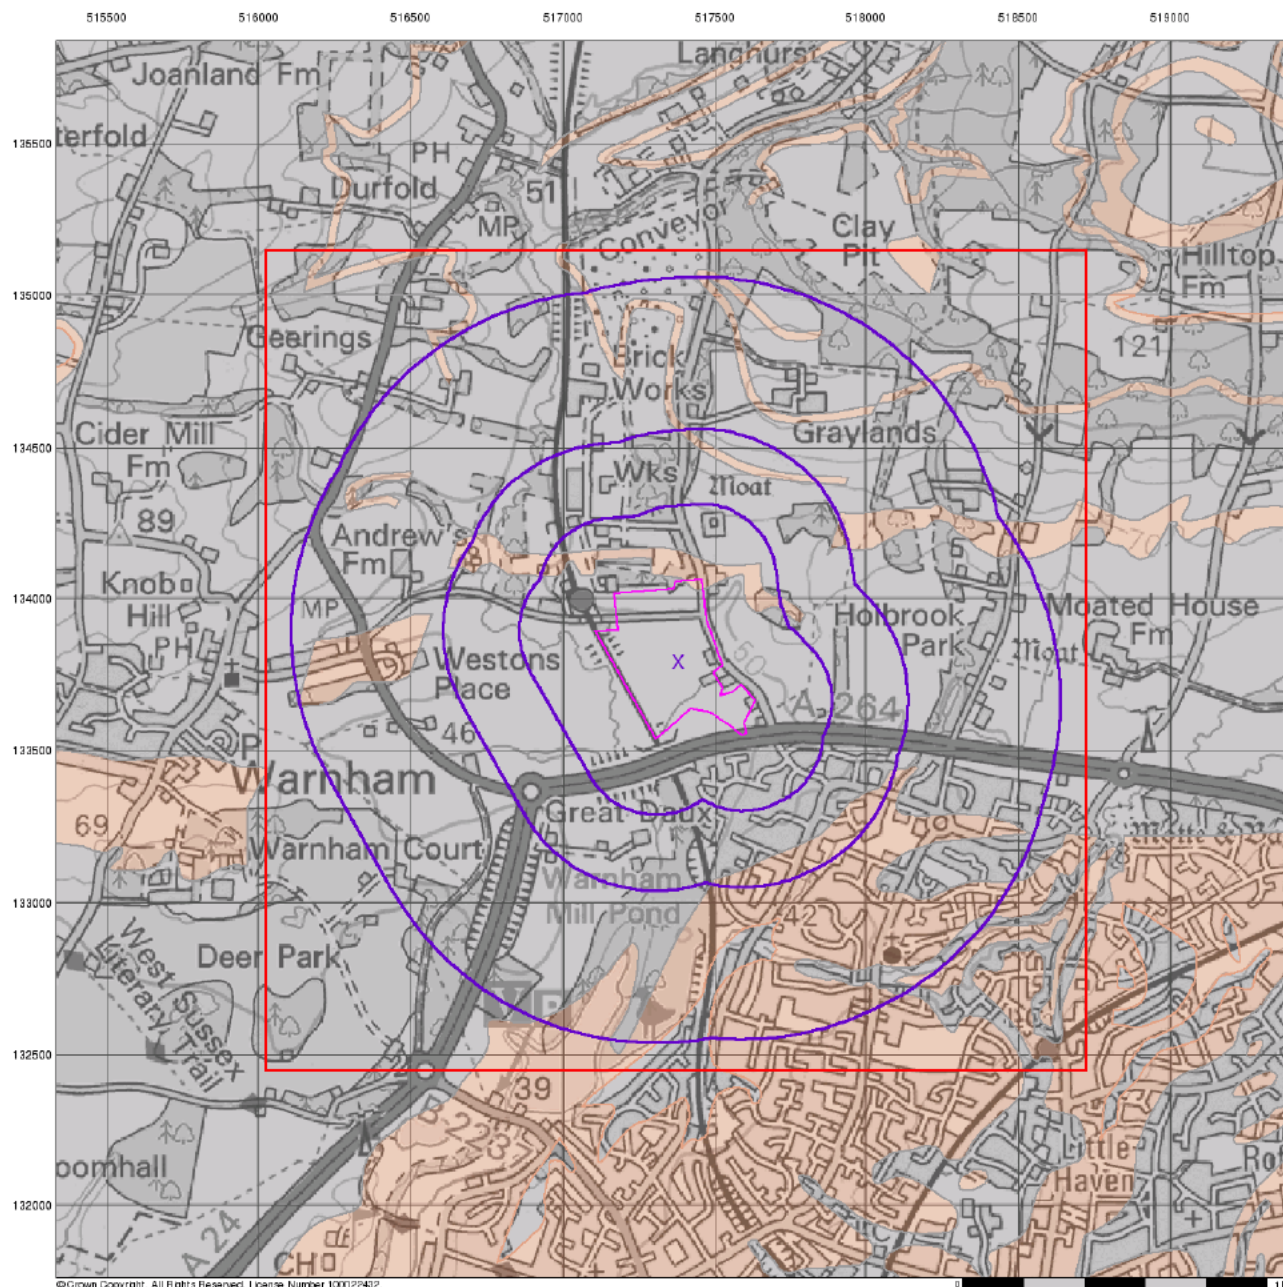 515500 516000 516500 517000 517500 518000 518500 519000
135500
135000
134500
134000
133500
133000
132500
132000
Joanland Fm
Langhurst
terfold
PH
Durfold
51
MP
Conveyor
Clay
Pit
Hilltop
Fm
Geerings
121
Brick
Works
Cider Mill
Fm
Graylands
Wks
Moat
89
Andrew's
Fm
Knob
Hill
MP
Holbrook
Park
Moated House
Fm
Moat
PH
Westons
Place
X
50
70
A 264
46
P
Warnham
69
Great Daux
Warnham Court
Warnham
Mill Pond
42
Deer Park
West Sussex
Literary Trail
39
oomhall
Little
Haven
A 24
©Crown Copyright. All Rights Reserved. License Number 100022432
0